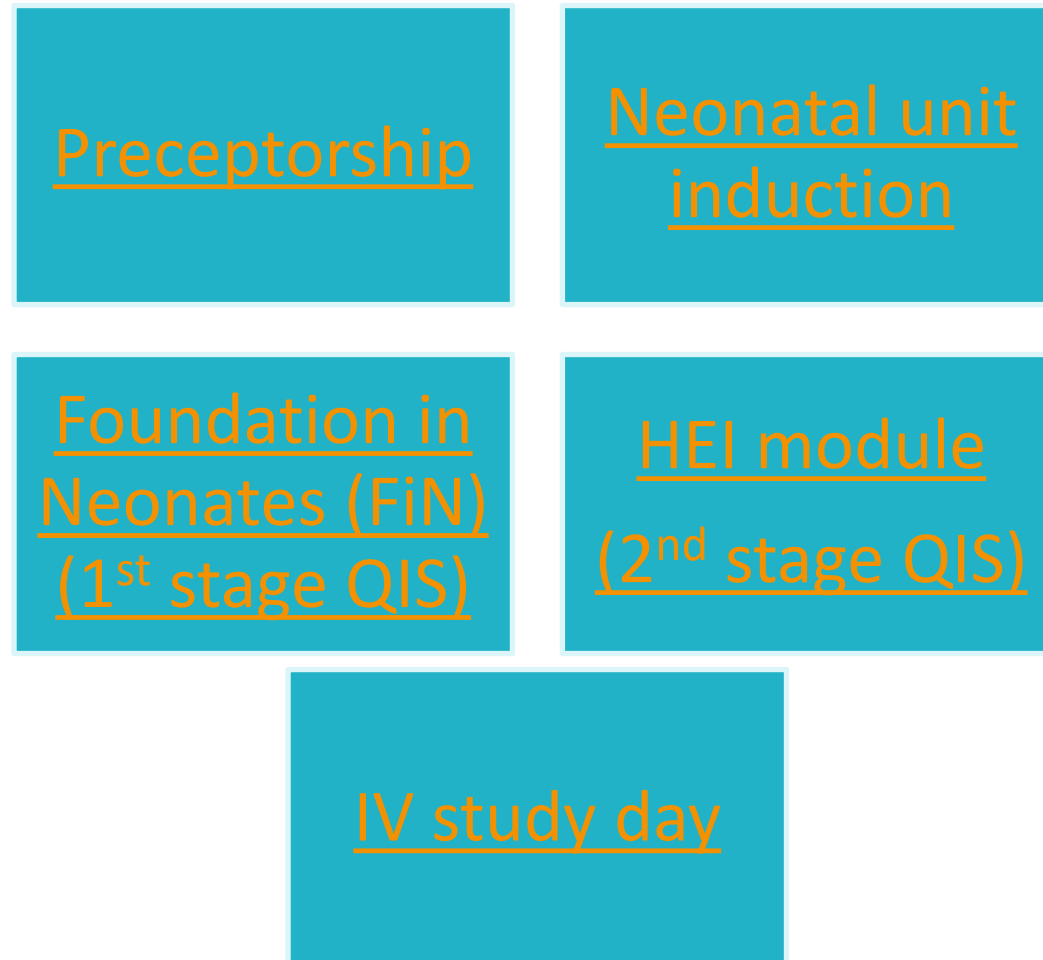 Preceptorship
Neonatal unit
induction
Foundation in
Neonates (FiN)
(1st stage QIS)
HEI module
(2nd stage QIS)
IV study day